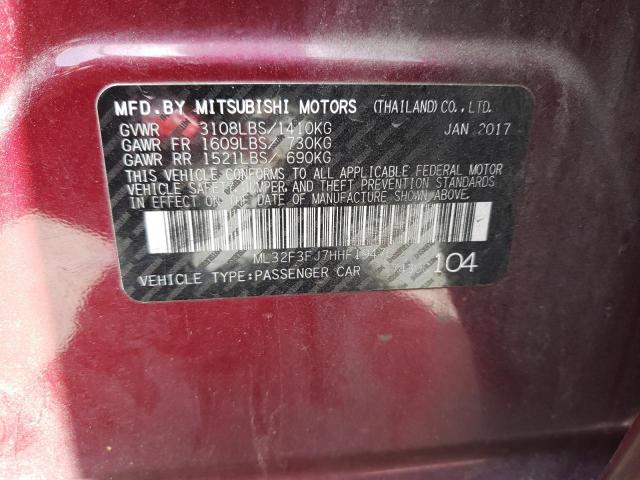 MFD.BY MITSUBISHI MOTORS (THAILAND)CO.,LTD.
GVWR 3108LBS/1410KG JAN 2017
GAWR FR 1609LBS/ 730KG
GAWR RR 1521LBS/ 690KG
THIS VEHICLE CONFORMS TO ALL APPLICABLE FEDERAL MOTOR
VEHICLE SAFETY, BUMPER, AND THEFT PREVENTION STANDARDS
IN EFFECT ON THE DATE OF MANUFACTURE SHOWN ABOVE.
ML32F3FJ7HHF1947
VEHICLE TYPE:PASSENGER CAR 104